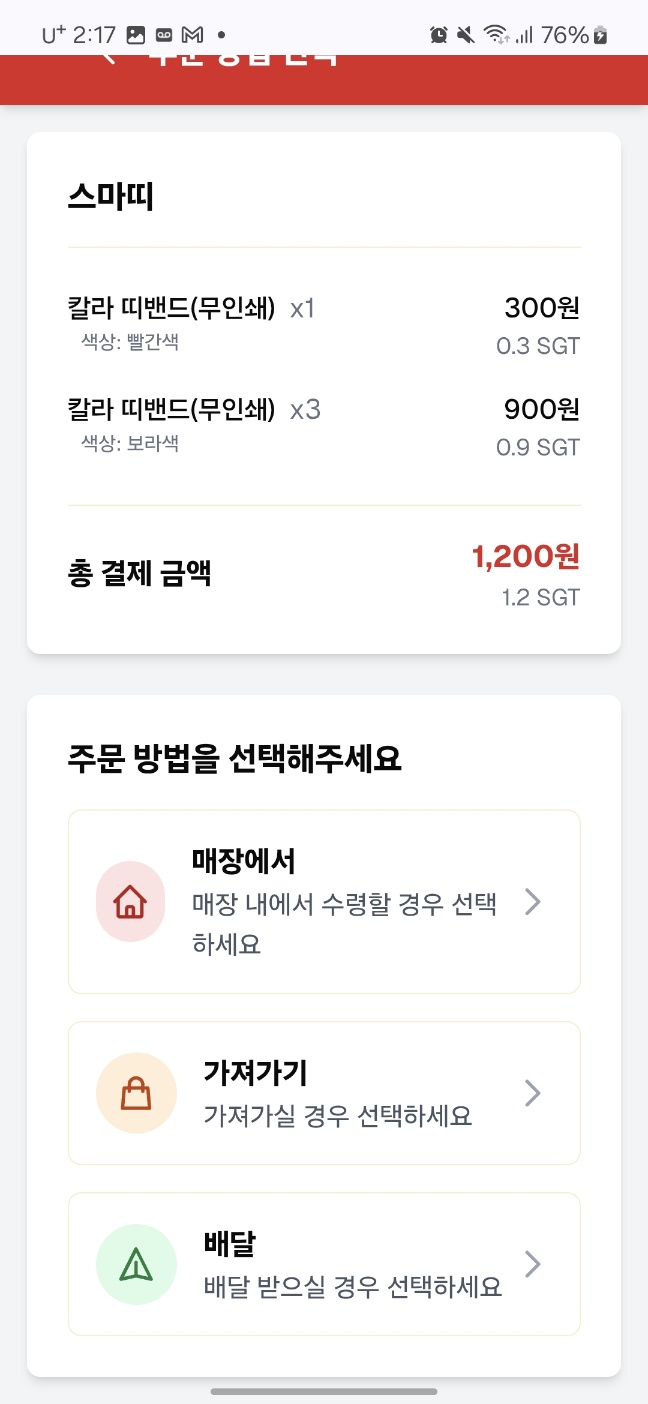 U+ 2:17 76%
주문 방법 선택
스마띠
칼라 띠밴드(무인쇄) x1 300원
색상: 빨간색 0.3 SGT
칼라 띠밴드(무인쇄) x3 900원
색상: 보라색 0.9 SGT
총 결제 금액 1,200원
1.2 SGT
주문 방법을 선택해주세요
매장에서
매장 내에서 수령할 경우 선택
하세요
가져가기
가져가실 경우 선택하세요
배달
배달 받으실 경우 선택하세요